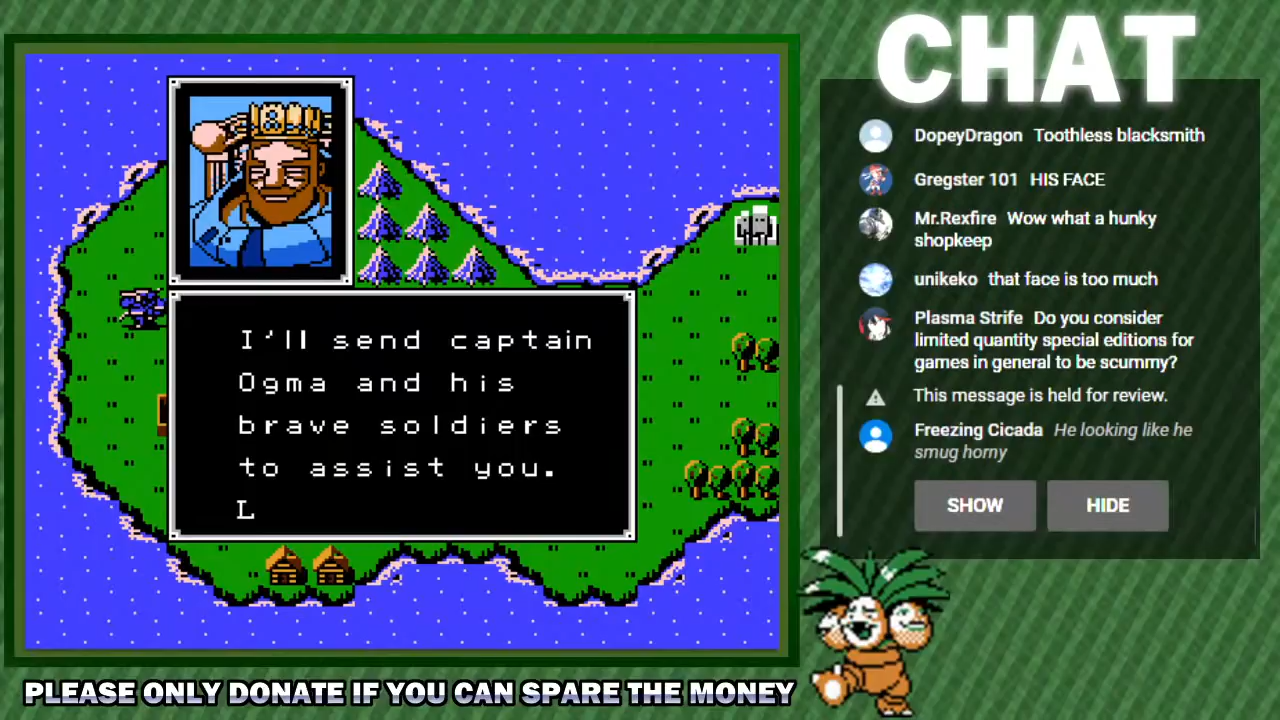 CHAT
DopeyDragon Toothless blacksmith
Gregster 101 HIS FACE
Mr.Rexfire Wow what a hunky
shopkeep
unikeko that face is too much
Plasma Strife Do you consider
limited quantity special editions for
games in general to be scummy?
This message is held for review.
Freezing Cicada He looking like he
smug horny
SHOW HIDE
I'll send captain
Ogma and his
brave soldiers
to assist you.
L
PLEASE ONLY DONATE IF YOU CAN SPARE THE MONEY